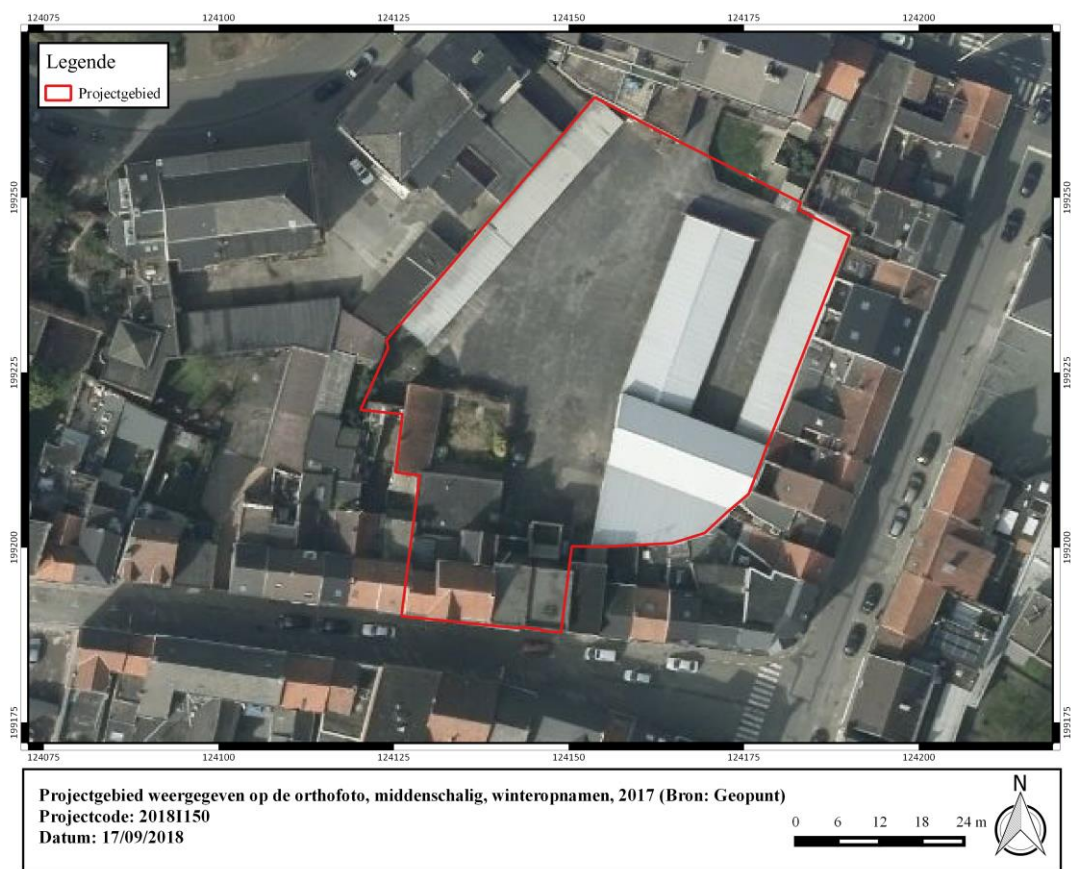 124075 124100 124125 124150 124175 124200
Legende
Projectgebied
199250 199250
199225 199225
199200 199200
199175 199175
124075 124100 124125 124150 124175 124200
Projectgebied weergegeven op de orthofoto, middenschalig, winteropnamen, 2017 (Bron: Geopunt)
Projectcode: 2018I150
Datum: 17/09/2018
0 6 12 18 24 m
N